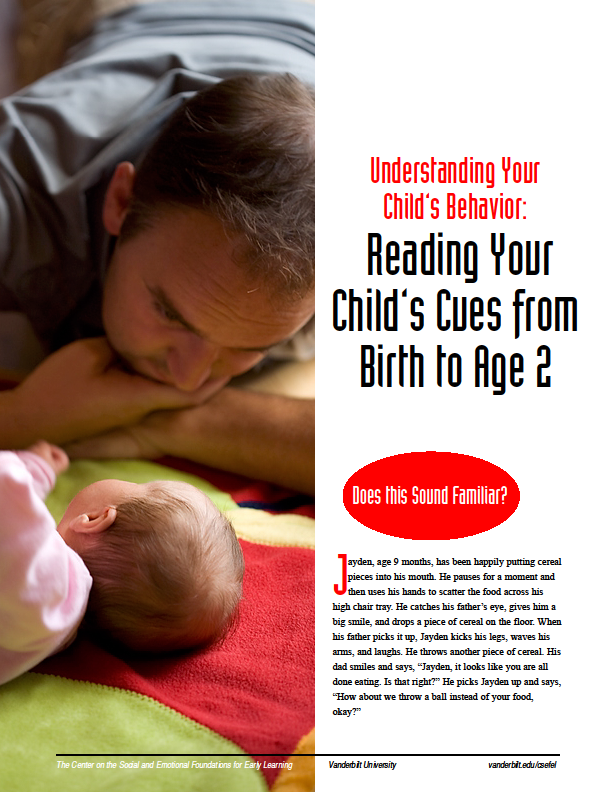 Understanding Your
Child's Behavior:
Reading Your
Child's Cues from
Birth to Age 2
Does this Sound Familiar?
Jayden, age 9 months, has been happily putting cereal
pieces into his mouth. He pauses for a moment and
then uses his hands to scatter the food across his
high chair tray. He catches his father's eye, gives him a
big smile, and drops a piece of cereal on the floor. When
his father picks it up, Jayden kicks his legs, waves his
arms, and laughs. He throws another piece of cereal. His
dad smiles and says, “Jayden, it looks like you are all
done eating. Is that right?” He picks Jayden up and says,
“How about we throw a ball instead of your food,
okay?”
The Center on the Social and Emotional Foundations for Early Learning Vanderbilt University vanderbilt.edu/csefel